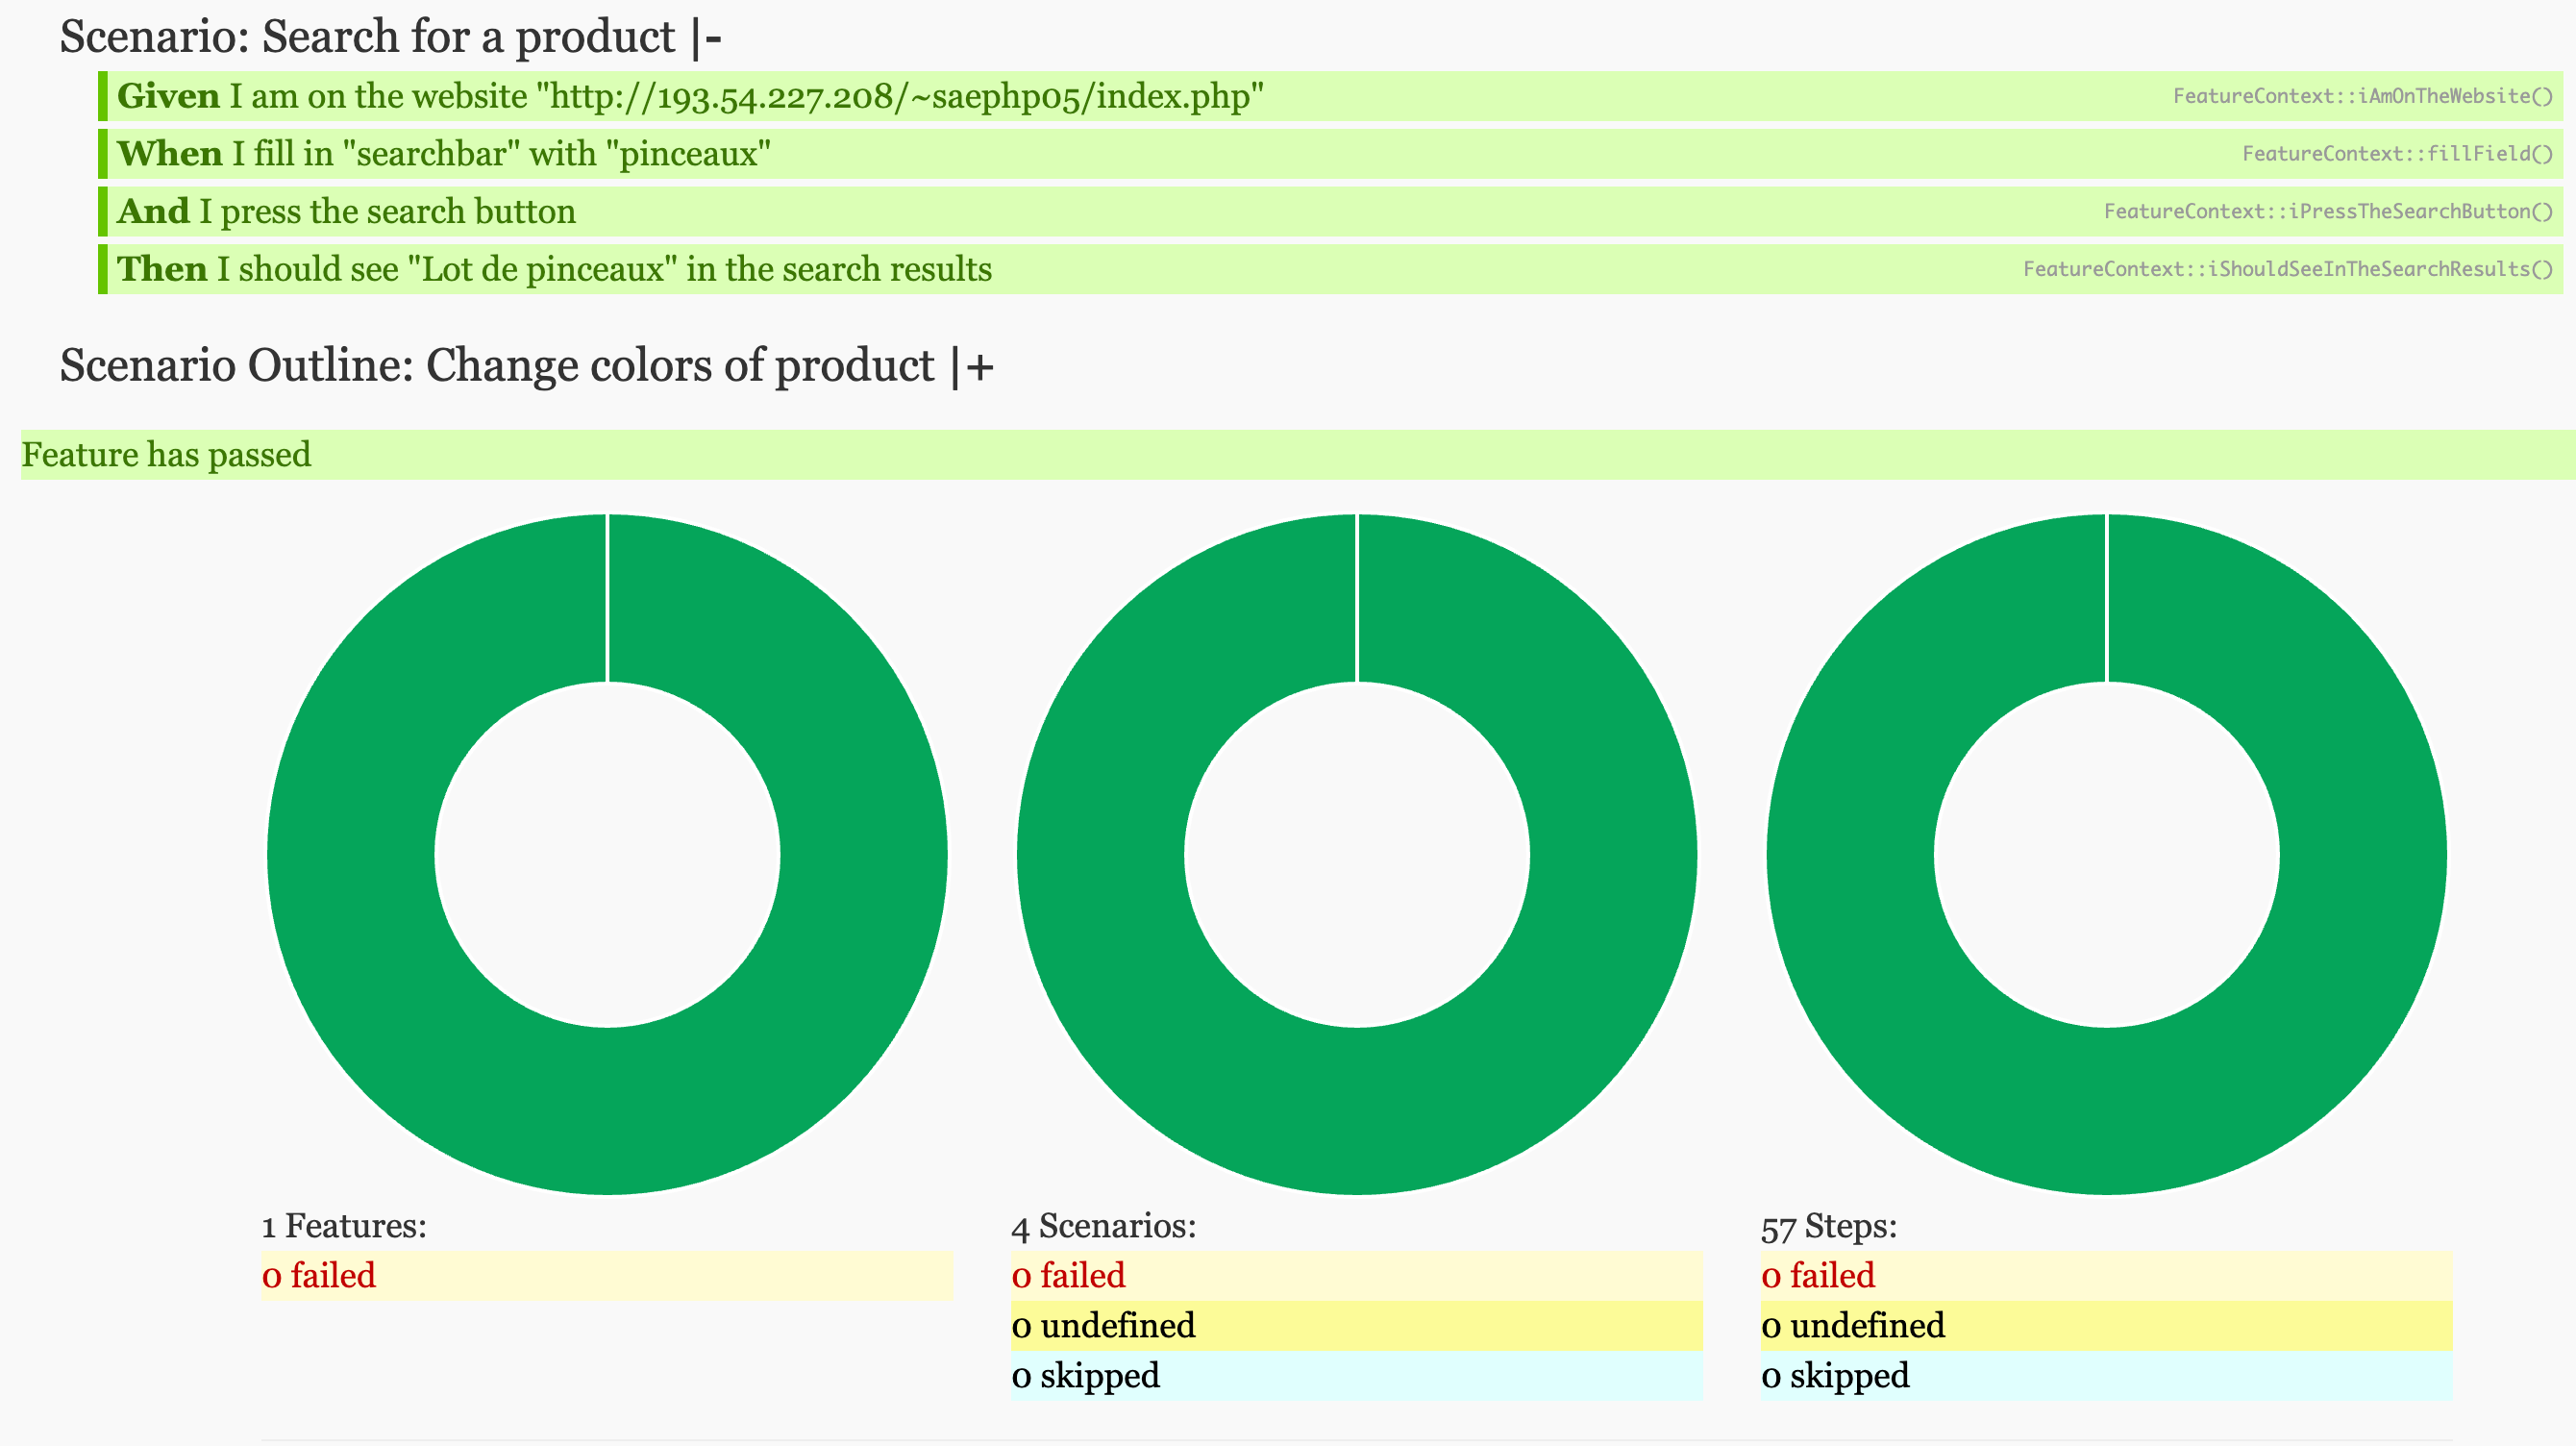 Scenario: Search for a product |-
Given I am on the website "http://193.54.227.208/~saephp05/index.php" FeatureContext::iAmOnTheWebsite()
When I fill in "searchbar" with "pinceaux" FeatureContext::fillField()
And I press the search button FeatureContext::iPressTheSearchButton()
Then I should see "Lot de pinceaux" in the search results FeatureContext::iShouldSeeInTheSearchResults()
Scenario Outline: Change colors of product |+
Feature has passed
1 Features:
0 failed
4 Scenarios:
0 failed
0 undefined
0 skipped
57 Steps:
0 failed
0 undefined
0 skipped